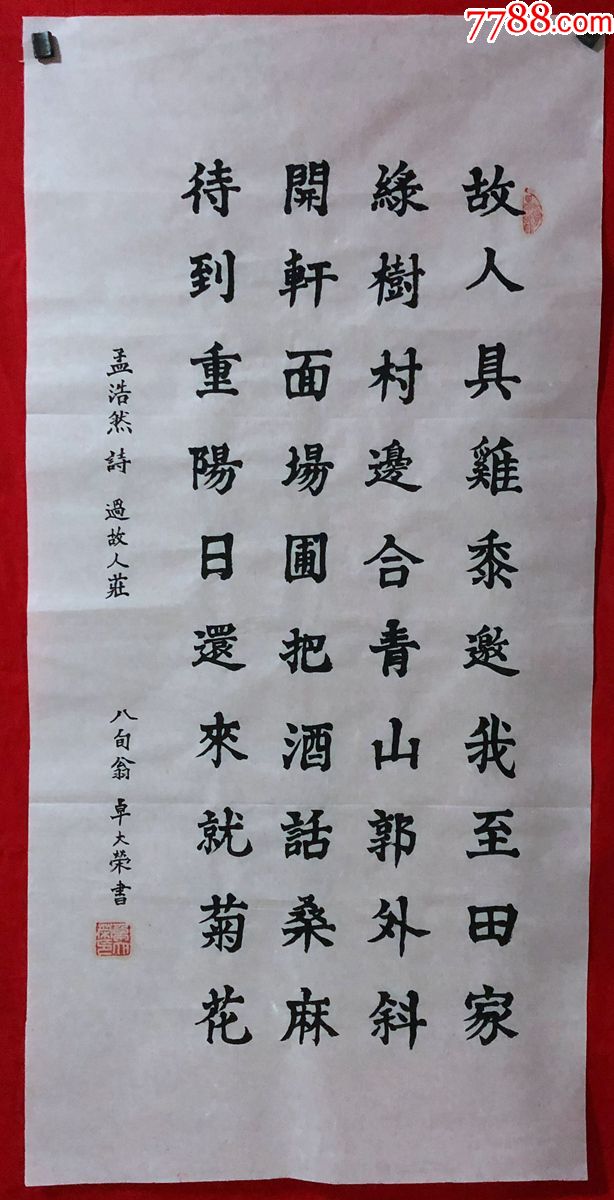 7788.com
故人具雞黍邀我至田家
綠樹村邊合青山郭外斜
開軒面場圃把酒話桑麻
待到重陽日還來就菊花
孟浩然詩 過故人莊 八旬翁 卓大榮書